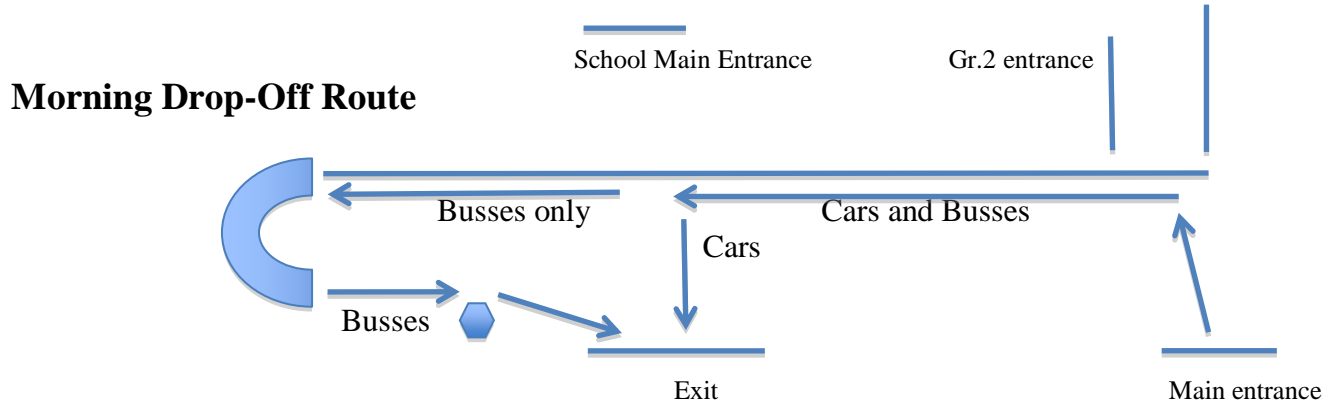 School Main Entrance
Gr.2 entrance
Morning Drop-Off Route
Busses only
Cars and Busses
Cars
Busses
Exit
Main entrance